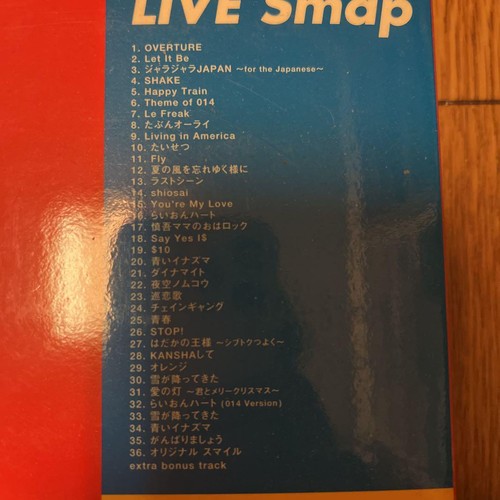 LIVE Smap
1. OVERTURE
2. Let It Be
3. ジャラジャラJAPAN 〜for the Japanese〜
4. SHAKE
5. Happy Train
6. Theme of 014
7. Le Freak
8. たぶんオーライ
9. Living in America
10. たいせつ
11. Fly
12. 夏の風を忘れゆく様に
13. ラストシーン
14. shiosai
15. You're My Love
16. らいおんハート
17. 慎吾ママのおはロック
18. Say Yes I$
19. $10
20. 青いイナズマ
21. ダイナマイト
22. 夜空ノムコウ
23. 巡恋歌
24. チェインギャング
25. 青春
26. STOP!
27. はだかの王様 〜シブトクつよく〜
28. KANSHAして
29. オレンジ
30. 雪が降ってきた
31. 愛の灯 〜君とメリークリスマス〜
32. らいおんハート (014 Version)
33. 雪が降ってきた
34. 青いイナズマ
35. がんばりましょう
36. オリジナル スマイル
extra bonus track